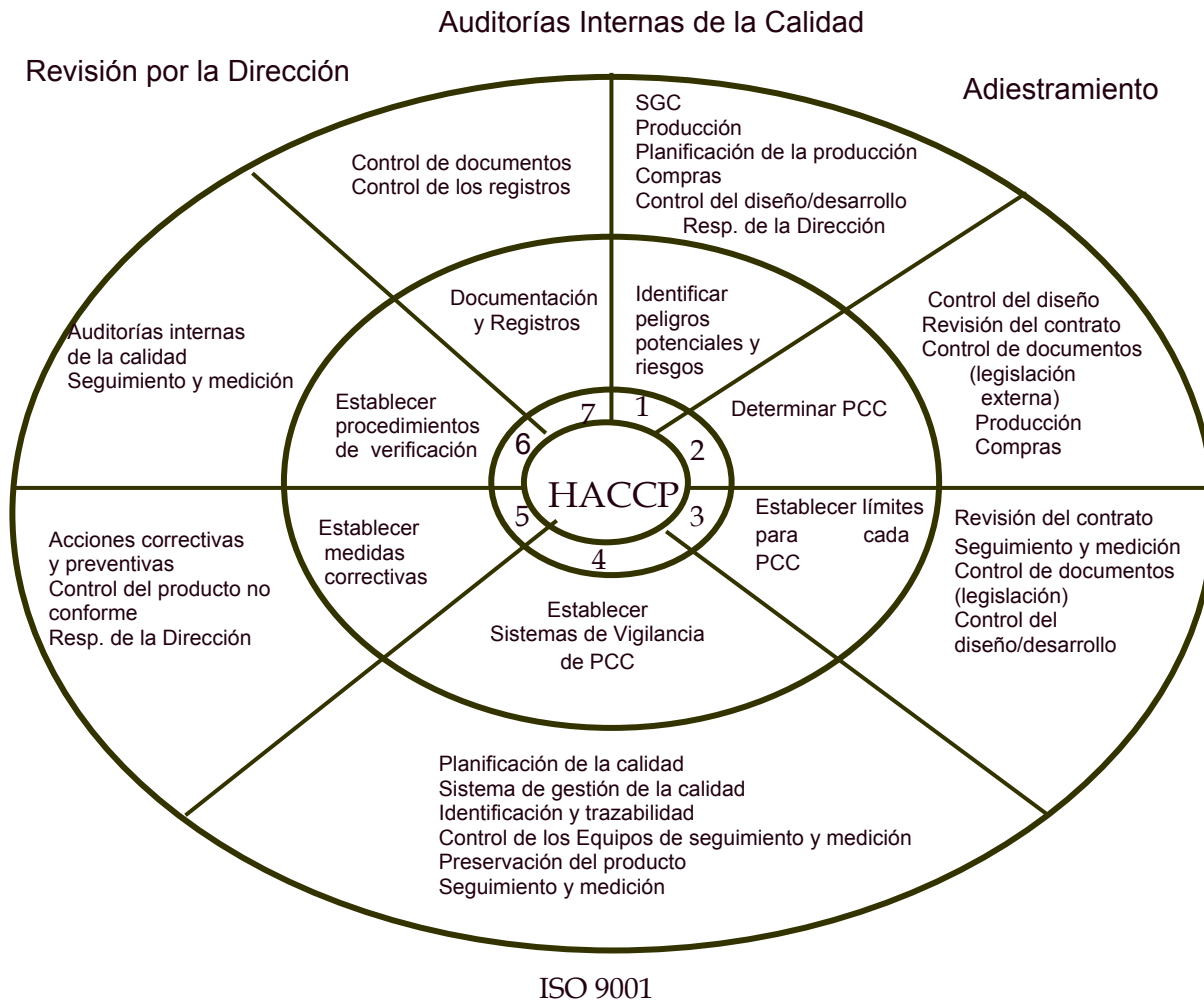 Auditorías Internas de la Calidad
Revisión por la Dirección
Adiestramiento
SGC
Producción
Planificación de la producción
Compras
Control del diseño/desarrollo
Resp. de la Dirección
Control de documentos
Control de los registros
Documentación
y Registros
Identificar
peligros
potenciales y
riesgos
Control del diseño
Revisión del contrato
Control de documentos
(legislación
externa)
Producción
Compras
Auditorías internas
de la calidad
Seguimiento y medición
Establecer
procedimientos
de verificación
Determinar PCC
7
1
6
2
HACCP
5
3
4
Establecer
medidas
correctivas
Establecer límites
para cada
PCC
Acciones correctivas
y preventivas
Control del producto no
conforme
Resp. de la Dirección
Revisión del contrato
Seguimiento y medición
Control de documentos
(legislación)
Control del
diseño/desarrollo
Establecer
Sistemas de Vigilancia
de PCC
Planificación de la calidad
Sistema de gestión de la calidad
Identificación y trazabilidad
Control de los Equipos de seguimiento y medición
Preservación del producto
Seguimiento y medición
ISO 9001